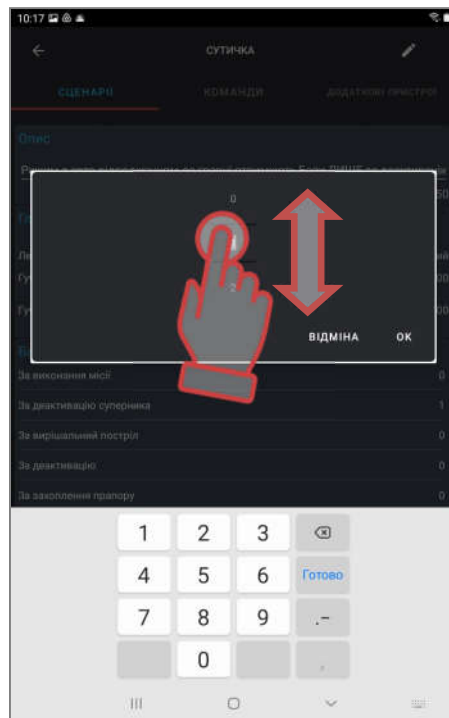 10:17
СУТИЧКА
СЦЕНАРІЇ КОМАНДИ ДОДАТКОВІ ПРИСТРОЇ
Опис
0
2
ВІДМІНА ОК
За виконання місії 0
За деактивацію суперника 1
За вирішальний постріл 0
За деактивацію 0
За захоплення прапору 0
1 2 3
4 5 6 Готово
7 8 9 .-
0 ,